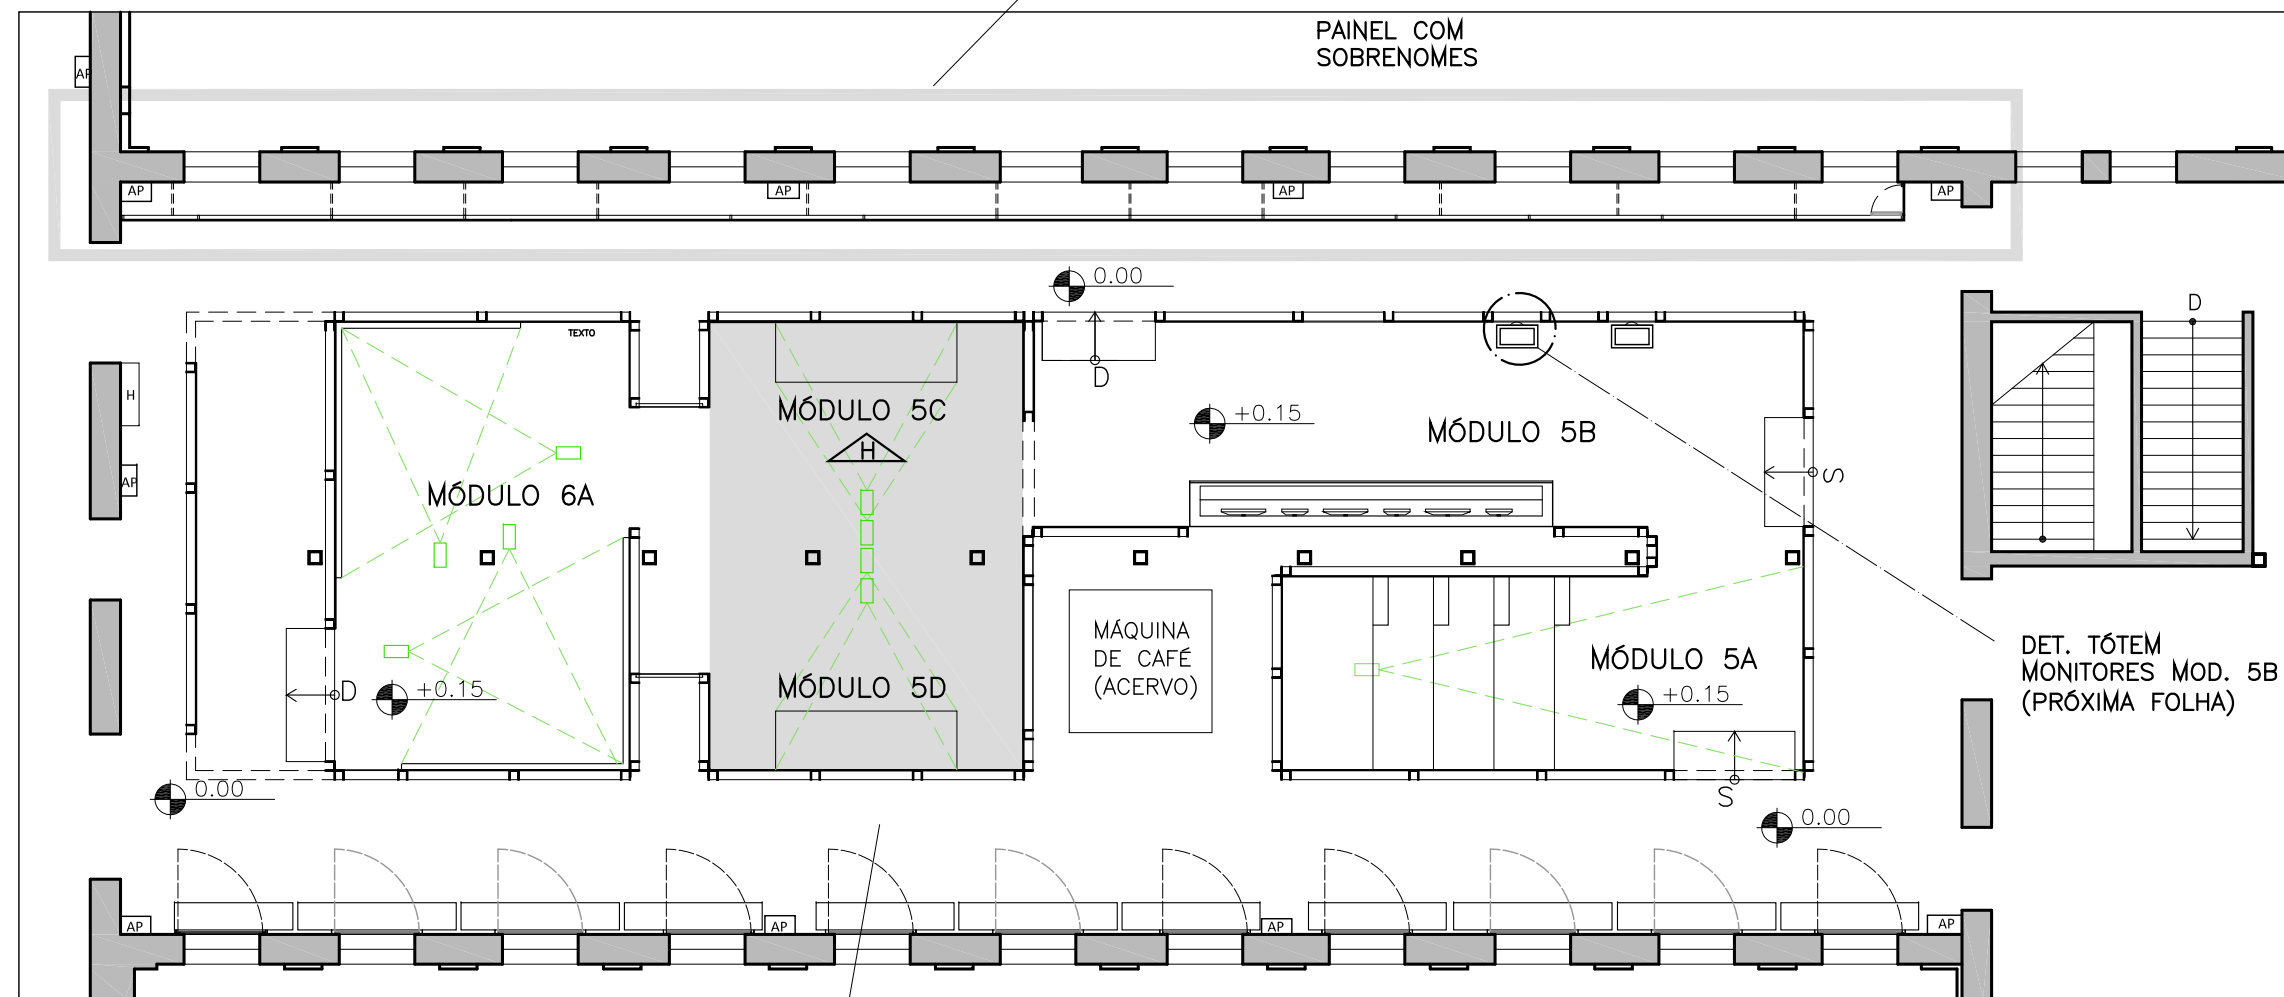 PAINEL COM
SOBRENOMES
AP
AP
AP
AP
AP
0.00
D
TEXTO
H
D
MÓDULO 5C
+0.15
MÓDULO 5B
H
S
AP
MÓDULO 6A
MÁQUINA
DE CAFÉ
(ACERVO)
MÓDULO 5A
DET. TÓTEM
MONITORES MOD. 5B
(PRÓXIMA FOLHA)
D
+0.15
MÓDULO 5D
+0.15
0.00
S
0.00
AP
AP
AP
AP